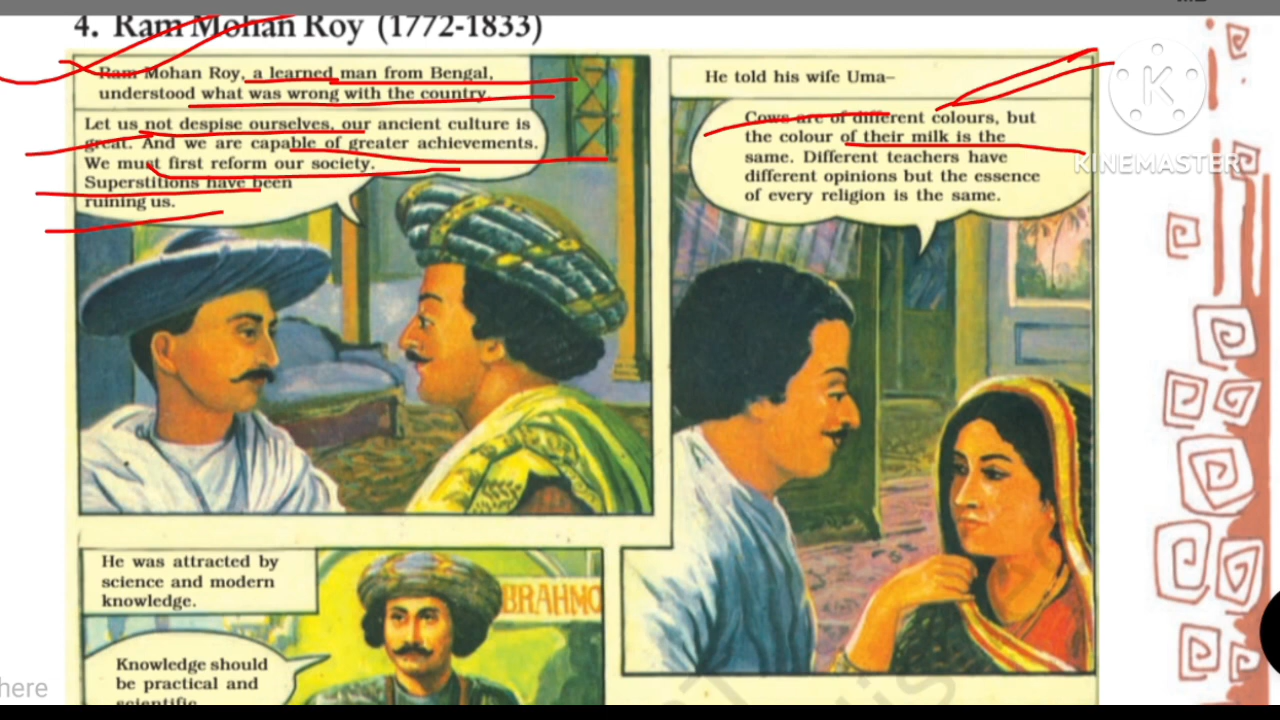 4. Ram Mohan Roy (1772-1833)
Ram Mohan Roy, a learned man from Bengal,
understood what was wrong with the country.
Let us not despise ourselves, our ancient culture is
great. And we are capable of greater achievements.
We must first reform our society.
Superstitions have been
ruining us.
He told his wife Uma–
Cows are of different colours, but
the colour of their milk is the
same. Different teachers have
different opinions but the essence
of every religion is the same.
K
KINEMASTER
He was attracted by
science and modern
knowledge.
BRAHMO
Knowledge should
be practical and
scientific.
here